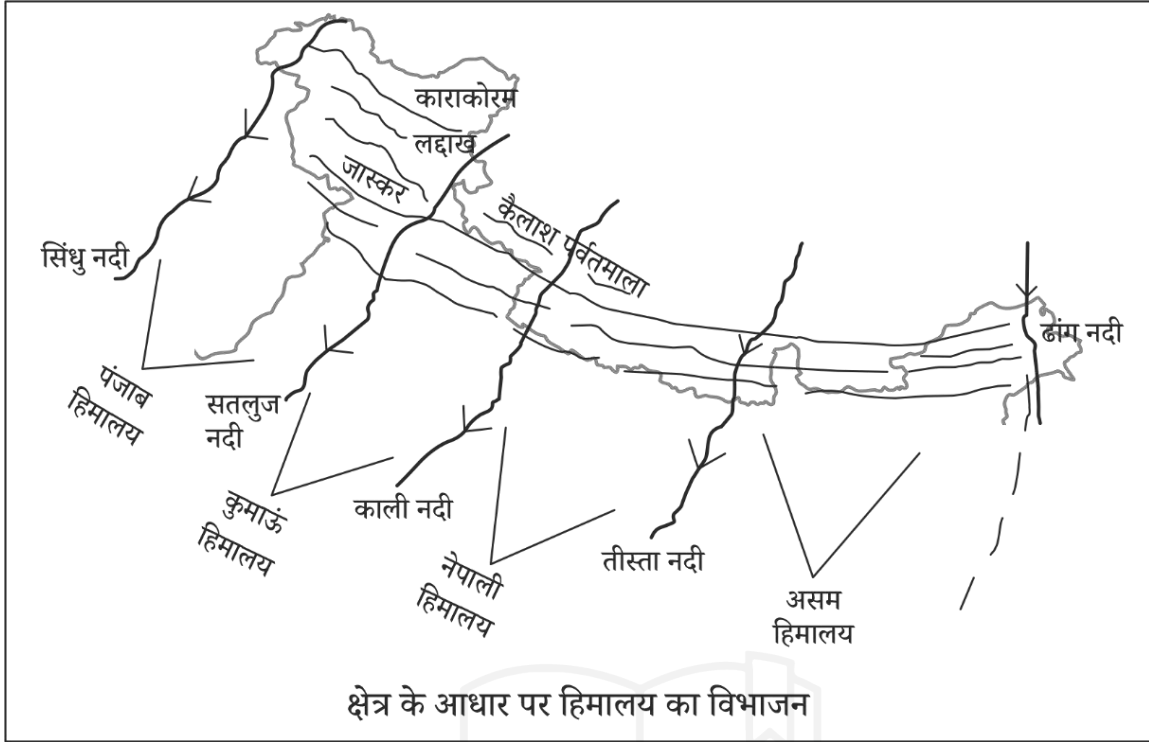 काराकोरम
लद्दाख
जास्कर
कैलाश पर्वतमाला
सिंधु नदी
ढांग नदी
पंजाब
हिमालय
सतलुज
नदी
कुमाऊं
हिमालय
काली नदी
नेपाली
हिमालय
तीस्ता नदी
असम
हिमालय
क्षेत्र के आधार पर हिमालय का विभाजन